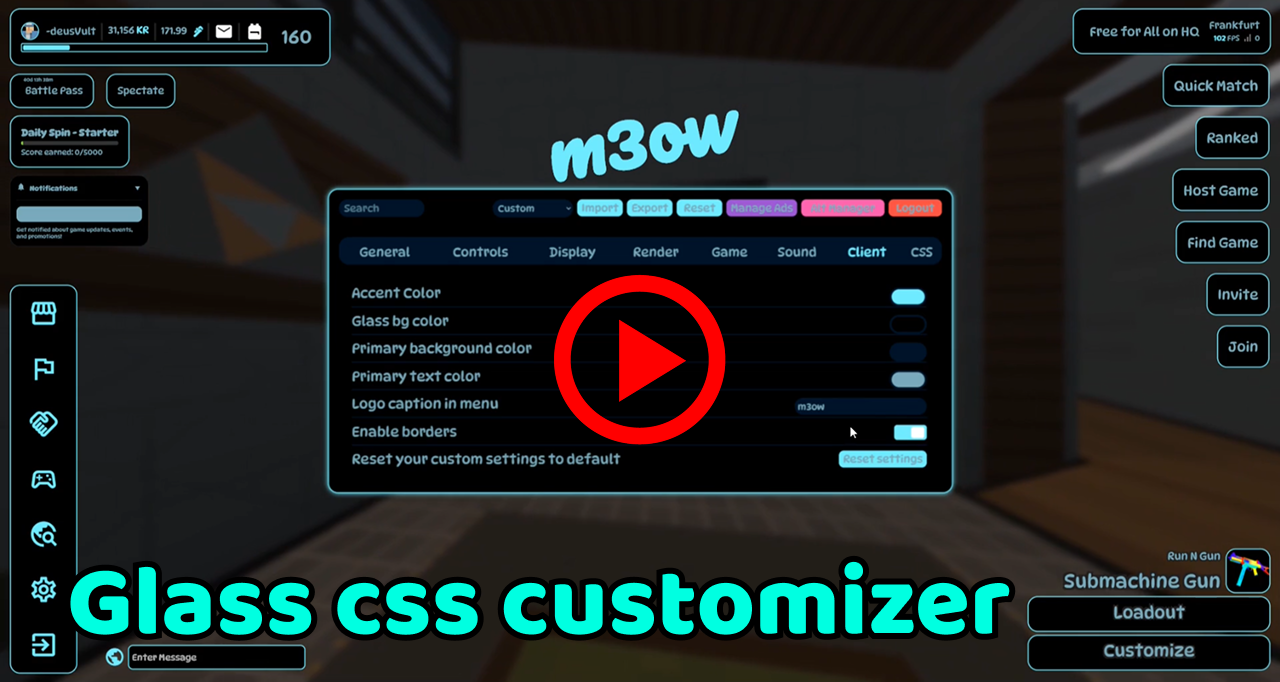 -deusVult 31,156 KR 171.99 160
Battle Pass
Spectate
Daily Spin - Starter
Score earned: 0/5000
Notifications
Get notified about game updates, events,
and promotions!
Free for All on HQ
Frankfurt
102 FPS 0
Quick Match
Ranked
Host Game
Find Game
Invite
Join
m3ow
Search Custom Import Export Reset Manage Ads Logout
General Controls Display Render Game Sound Client CSS
Accent Color
Glass bg color
Primary background color
Primary text color
Logo caption in menu m3ow
Enable borders
Reset your custom settings to default Reset settings
Run N Gun
Submachine Gun
Loadout
Customize
Glass css customizer
Enter Message